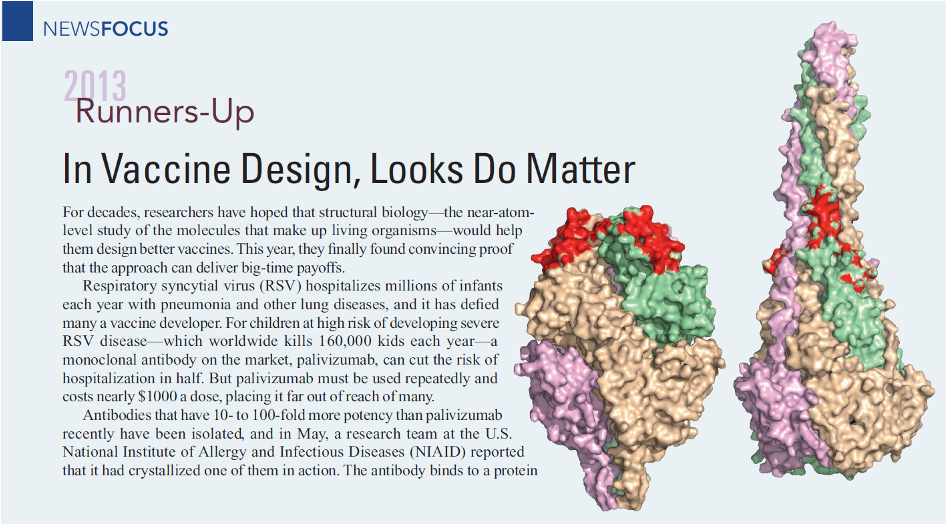 NEWSFOCUS
2013
Runners-Up
In Vaccine Design, Looks Do Matter
For decades, researchers have hoped that structural biology—the near-atom-
level study of the molecules that make up living organisms—would help
them design better vaccines. This year, they finally found convincing proof
that the approach can deliver big-time payoffs.
Respiratory syncytial virus (RSV) hospitalizes millions of infants
each year with pneumonia and other lung diseases, and it has defied
many a vaccine developer. For children at high risk of developing severe
RSV disease—which worldwide kills 160,000 kids each year—a
monoclonal antibody on the market, palivizumab, can cut the risk of
hospitalization in half. But palivizumab must be used repeatedly and
costs nearly $1000 a dose, placing it far out of reach of many.
Antibodies that have 10- to 100-fold more potency than palivizumab
recently have been isolated, and in May, a research team at the U.S.
National Institute of Allergy and Infectious Diseases (NIAID) reported
that it had crystallized one of them in action. The antibody binds to a protein